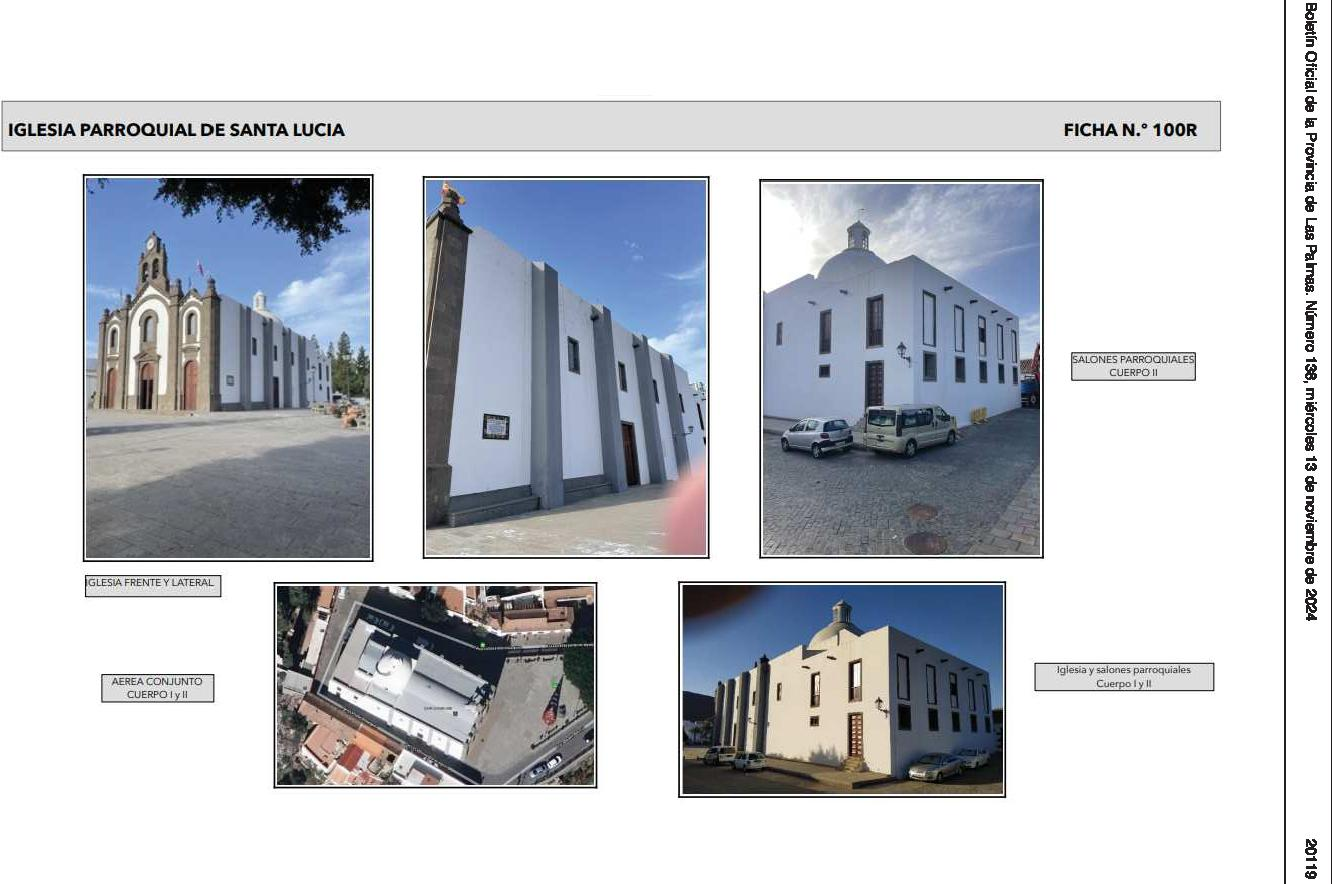 IGLESIA PARROQUIAL DE SANTA LUCIA
FICHA N.º 100R
SALONES PARROQUIALES
CUERPO II
IGLESIA FRENTE Y LATERAL
AEREA CONJUNTO
CUERPO I y II
Iglesia y salones parroquiales
Cuerpo I y II
Boletín Oficial de la Provincia de Las Palmas. Número 138, miércoles 13 de noviembre de 2024
20119